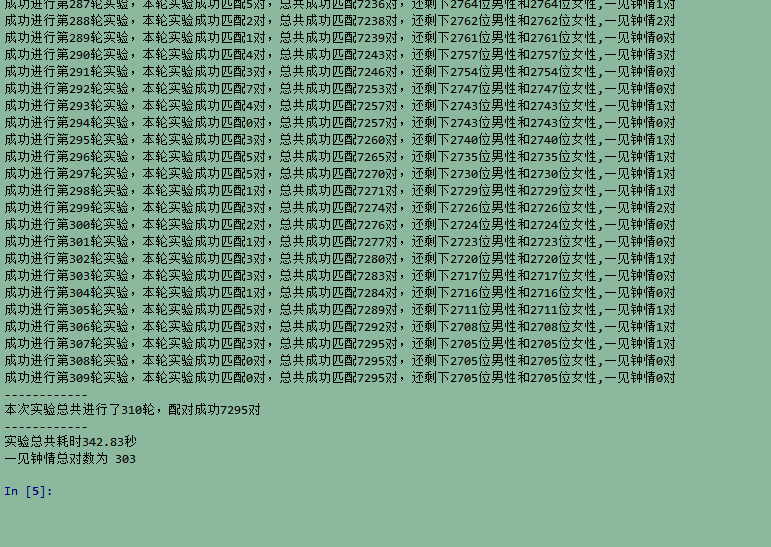 成功进行第287轮实验，本轮实验成功匹配5对，总共成功匹配7236对，还剩下2764位男性和2764位女性,一见钟情1对
成功进行第288轮实验，本轮实验成功匹配2对，总共成功匹配7238对，还剩下2762位男性和2762位女性,一见钟情2对
成功进行第289轮实验，本轮实验成功匹配1对，总共成功匹配7239对，还剩下2761位男性和2761位女性,一见钟情0对
成功进行第290轮实验，本轮实验成功匹配4对，总共成功匹配7243对，还剩下2757位男性和2757位女性,一见钟情3对
成功进行第291轮实验，本轮实验成功匹配3对，总共成功匹配7246对，还剩下2754位男性和2754位女性,一见钟情0对
成功进行第292轮实验，本轮实验成功匹配7对，总共成功匹配7253对，还剩下2747位男性和2747位女性,一见钟情0对
成功进行第293轮实验，本轮实验成功匹配4对，总共成功匹配7257对，还剩下2743位男性和2743位女性,一见钟情1对
成功进行第294轮实验，本轮实验成功匹配0对，总共成功匹配7257对，还剩下2743位男性和2743位女性,一见钟情0对
成功进行第295轮实验，本轮实验成功匹配3对，总共成功匹配7260对，还剩下2740位男性和2740位女性,一见钟情1对
成功进行第296轮实验，本轮实验成功匹配5对，总共成功匹配7265对，还剩下2735位男性和2735位女性,一见钟情1对
成功进行第297轮实验，本轮实验成功匹配5对，总共成功匹配7270对，还剩下2730位男性和2730位女性,一见钟情1对
成功进行第298轮实验，本轮实验成功匹配1对，总共成功匹配7271对，还剩下2729位男性和2729位女性,一见钟情1对
成功进行第299轮实验，本轮实验成功匹配3对，总共成功匹配7274对，还剩下2726位男性和2726位女性,一见钟情2对
成功进行第300轮实验，本轮实验成功匹配2对，总共成功匹配7276对，还剩下2724位男性和2724位女性,一见钟情0对
成功进行第301轮实验，本轮实验成功匹配1对，总共成功匹配7277对，还剩下2723位男性和2723位女性,一见钟情0对
成功进行第302轮实验，本轮实验成功匹配3对，总共成功匹配7280对，还剩下2720位男性和2720位女性,一见钟情1对
成功进行第303轮实验，本轮实验成功匹配3对，总共成功匹配7283对，还剩下2717位男性和2717位女性,一见钟情0对
成功进行第304轮实验，本轮实验成功匹配1对，总共成功匹配7284对，还剩下2716位男性和2716位女性,一见钟情0对
成功进行第305轮实验，本轮实验成功匹配5对，总共成功匹配7289对，还剩下2711位男性和2711位女性,一见钟情1对
成功进行第306轮实验，本轮实验成功匹配3对，总共成功匹配7292对，还剩下2708位男性和2708位女性,一见钟情1对
成功进行第307轮实验，本轮实验成功匹配3对，总共成功匹配7295对，还剩下2705位男性和2705位女性,一见钟情1对
成功进行第308轮实验，本轮实验成功匹配0对，总共成功匹配7295对，还剩下2705位男性和2705位女性,一见钟情0对
成功进行第309轮实验，本轮实验成功匹配0对，总共成功匹配7295对，还剩下2705位男性和2705位女性,一见钟情0对
------------
本次实验总共进行了310轮，配对成功7295对
------------
实验总共耗时342.83秒
一见钟情总对数为 303
In [5]: